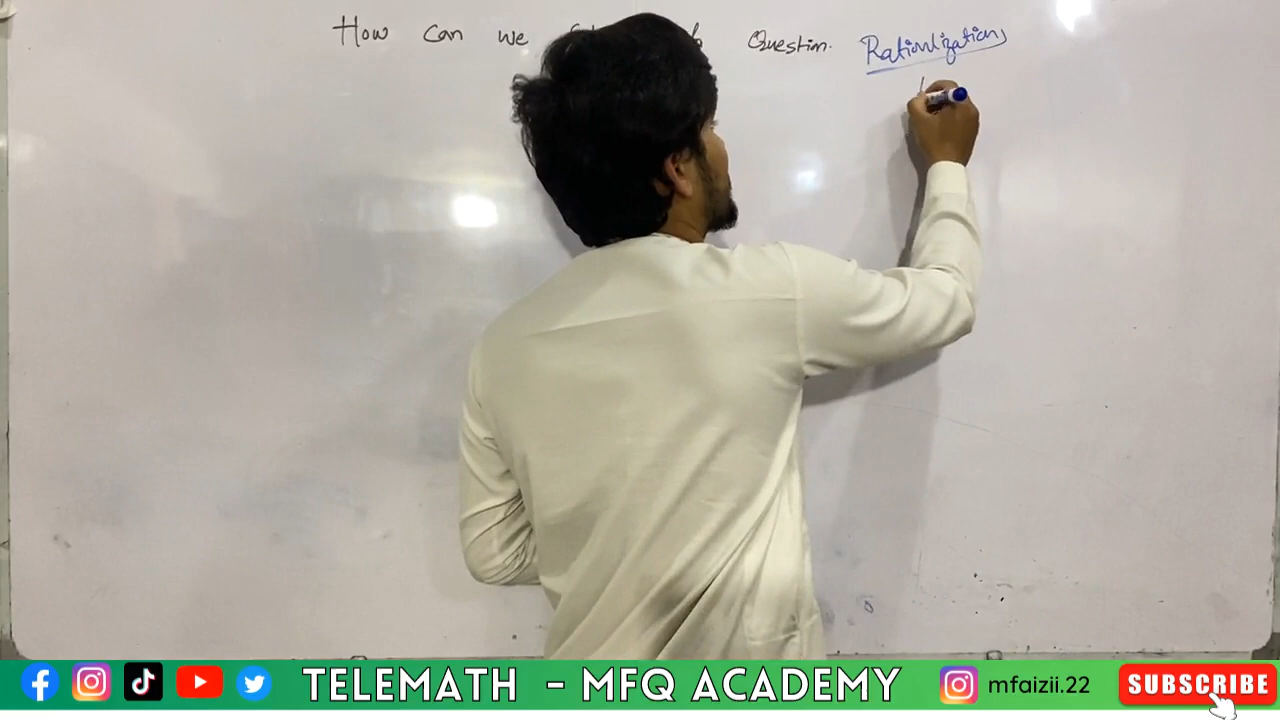 How can we Question. Rationlization
TELEMATH - MFQ ACADEMY
mfaizii.22
SUBSCRIBE